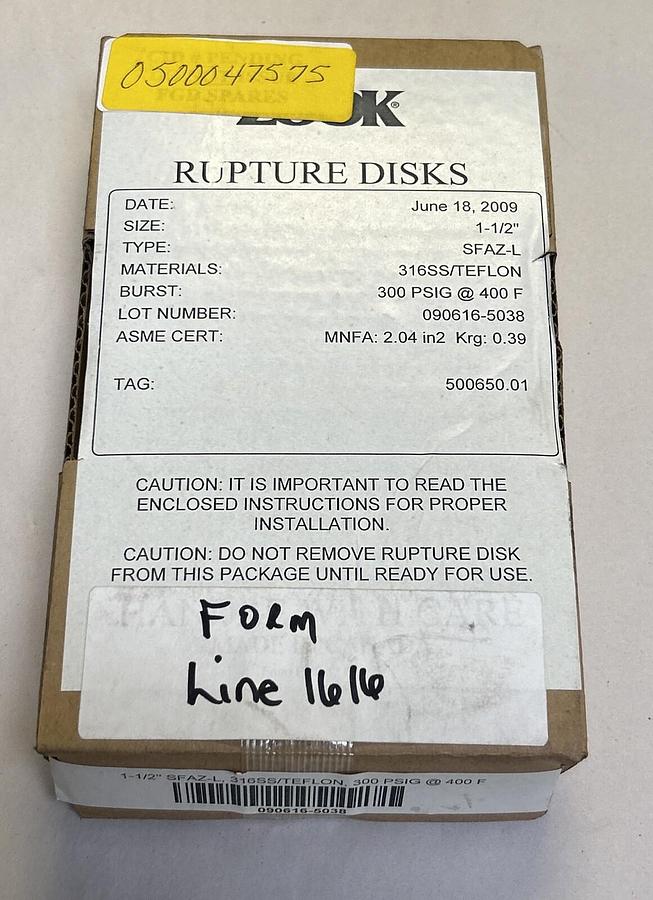 0500047575
FGD SPARES
RUPTURE DISKS
DATE: June 18, 2009
SIZE: 1-1/2"
TYPE: SFAZ-L
MATERIALS: 316SS/TEFLON
BURST: 300 PSIG @ 400 F
LOT NUMBER: 090616-5038
ASME CERT: MNFA: 2.04 in2 Krg: 0.39
TAG: 500650.01
CAUTION: IT IS IMPORTANT TO READ THE
ENCLOSED INSTRUCTIONS FOR PROPER
INSTALLATION.
CAUTION: DO NOT REMOVE RUPTURE DISK
FROM THIS PACKAGE UNTIL READY FOR USE.
FORM
Line 1616
1-1/2" SFAZ-L, 316SS/TEFLON, 300 PSIG @ 400 F
090616-5038